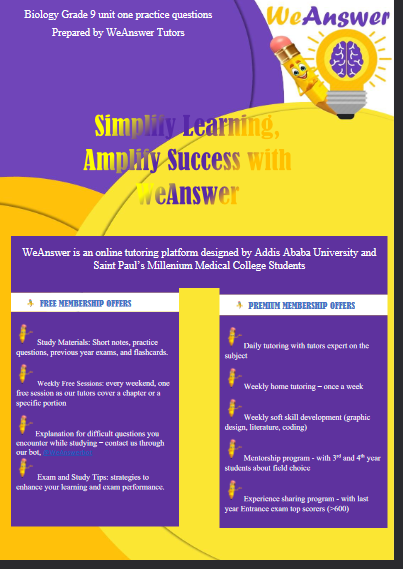 Biology Grade 9 unit one practice questions
Prepared by WeAnswer Tutors
WeAnswer
Simplify Learning,
Amplify Success with
WeAnswer
WeAnswer is an online tutoring platform designed by Addis Ababa University and
Saint Paul's Millenium Medical College Students
FREE MEMBERSHIP OFFERS
Study Materials: Short notes, practice
questions, previous year exams, and flashcards.
Weekly Free Sessions: every weekend, one
free session as our tutors cover a chapter or a
specific portion
Explanation for difficult questions you
encounter while studying – contact us through
our bot,
Exam and Study Tips: strategies to
enhance your learning and exam performance.
PREMIUM MEMBERSHIP OFFERS
Daily tutoring with tutors expert on the
subject
Weekly home tutoring – once a week
Weekly soft skill development (graphic
design, literature, coding)
Mentorship program - with 3rd and 4th year
students about field choice
Experience sharing program - with last
year Entrance exam top scorers (>600)